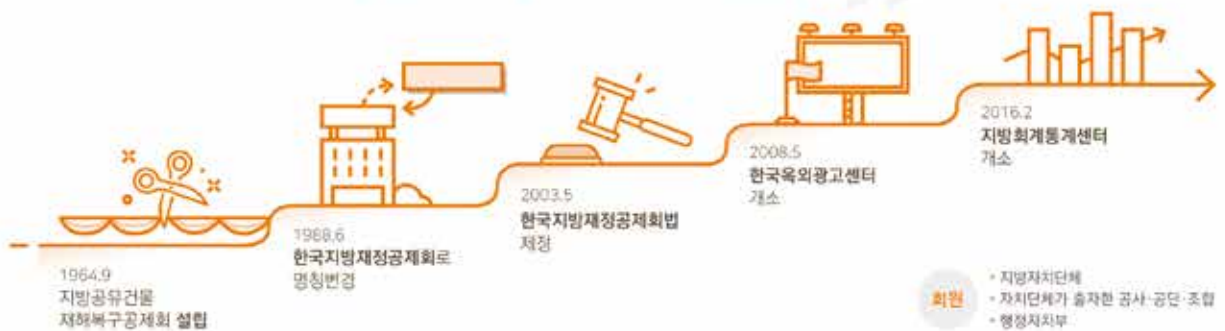 1964.9
지방공유건물
재해복구공제회 설립
1988.6
한국지방재정공제회로
명칭변경
2003.5
한국지방재정공제회법
제정
2008.5
한국옥외광고센터
개소
2016.2
지방회계통계센터
개소
회원
• 지방자치단체
• 자치단체가 출자한 공사·공단·조합
• 행정자치부